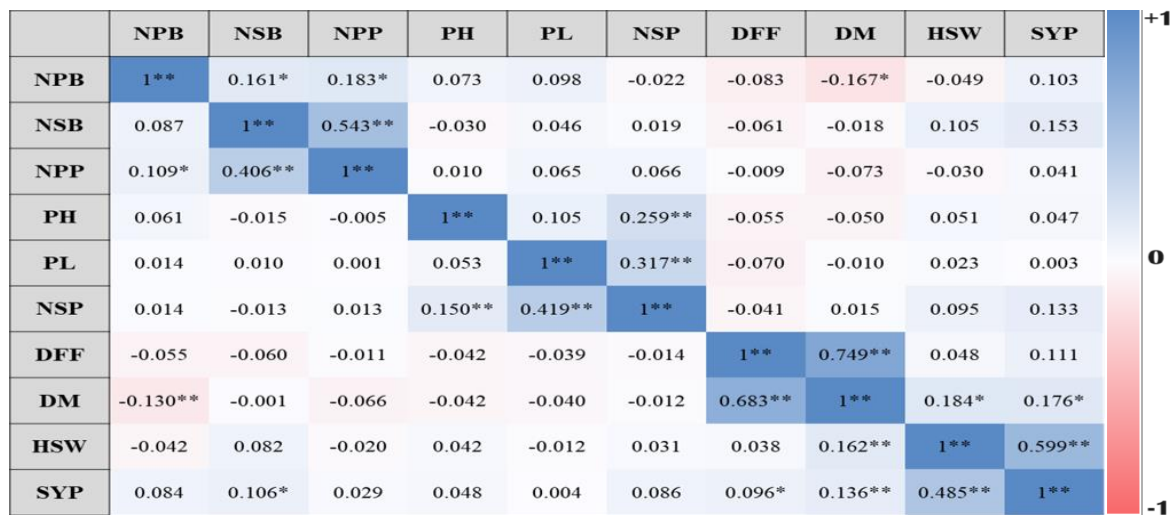 NPB NSB NPP PH PL NSP DFF DM HSW SYP +1
NPB 1** 0.161* 0.183* 0.073 0.098 -0.022 -0.083 -0.167* -0.049 0.103
NSB 0.087 1** 0.543** -0.030 0.046 0.019 -0.061 -0.018 0.105 0.153
NPP 0.109* 0.406** 1** 0.010 0.065 0.066 -0.009 -0.073 -0.030 0.041
PH 0.061 -0.015 -0.005 1** 0.105 0.259** -0.055 -0.050 0.051 0.047
PL 0.014 0.010 0.001 0.053 1** 0.317** -0.070 -0.010 0.023 0.003 0
NSP 0.014 -0.013 0.013 0.150** 0.419** 1** -0.041 0.015 0.095 0.133
DFF -0.055 -0.060 -0.011 -0.042 -0.039 -0.014 1** 0.749** 0.048 0.111
DM -0.130** -0.001 -0.066 -0.042 -0.040 -0.012 0.683** 1** 0.184* 0.176*
HSW -0.042 0.082 -0.020 0.042 -0.012 0.031 0.038 0.162** 1** 0.599**
SYP 0.084 0.106* 0.029 0.048 0.004 0.086 0.096* 0.136** 0.485** 1** -1